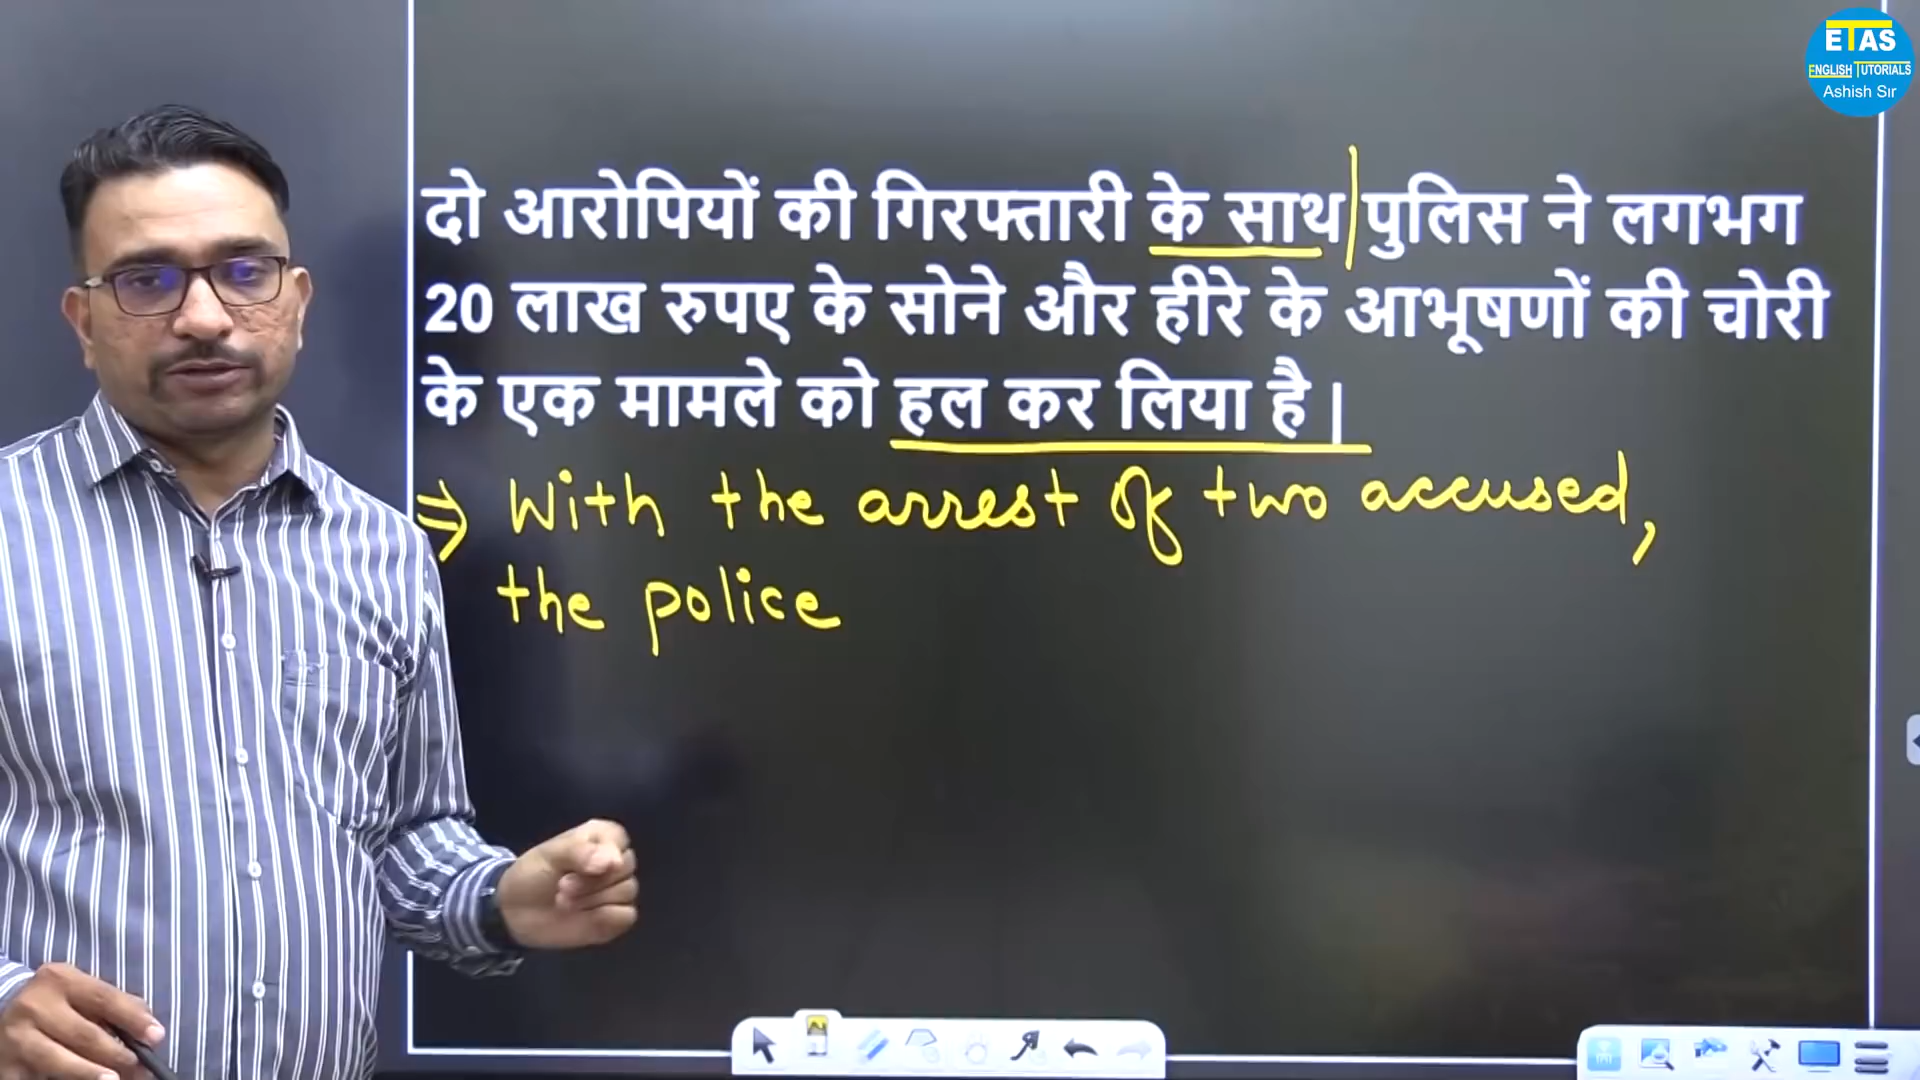 ETAS
ENGLISH TUTORIALS
Ashish Sir
दो आरोपियों की गिरफ्तारी के साथ पुलिस ने लगभग
20 लाख रुपए के सोने और हीरे के आभूषणों की चोरी
के एक मामले को हल कर लिया है |
⇒ With the arrest of two accused,
the police